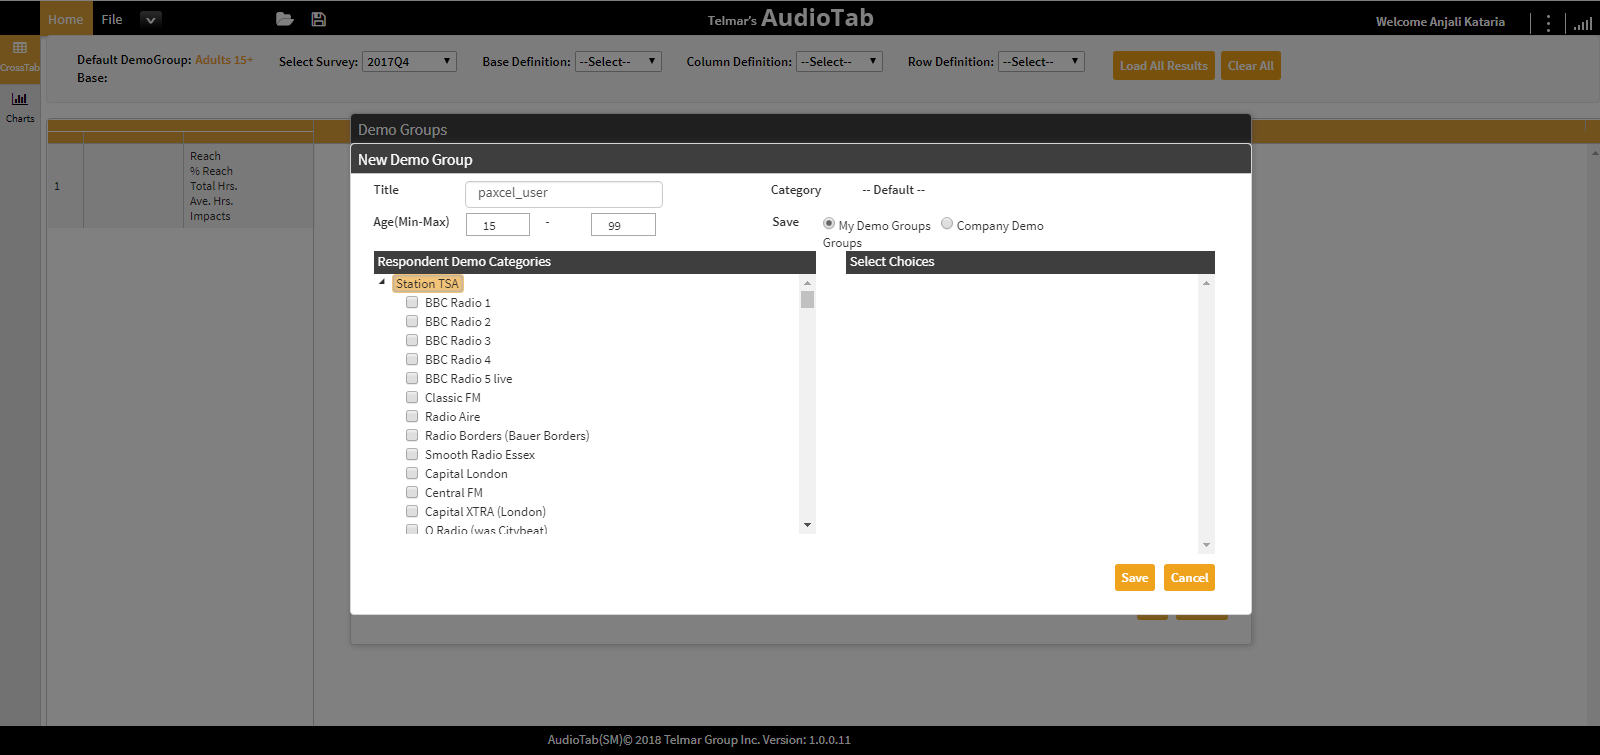 Home File
Telmar's AudioTab
Welcome Anjali Kataria
CrossTab
Charts
Default DemoGroup: Adults 15+
Base:
Select Survey: 2017Q4
Base Definition: --Select--
Column Definition: --Select--
Row Definition: --Select--
Load All Results Clear All
1
Reach
% Reach
Total Hrs.
Ave. Hrs.
Impacts
Demo Groups
New Demo Group
Title paxcel_user
Category -- Default --
Age(Min-Max) 15 - 99
Save My Demo Groups Company Demo
Groups
Respondent Demo Categories
Station TSA
BBC Radio 1
BBC Radio 2
BBC Radio 3
BBC Radio 4
BBC Radio 5 live
Classic FM
Radio Aire
Radio Borders (Bauer Borders)
Smooth Radio Essex
Capital London
Central FM
Capital XTRA (London)
Q Radio (was Citybeat)
Select Choices
Save Cancel
AudioTab(SM)© 2018 Telmar Group Inc. Version: 1.0.0.11